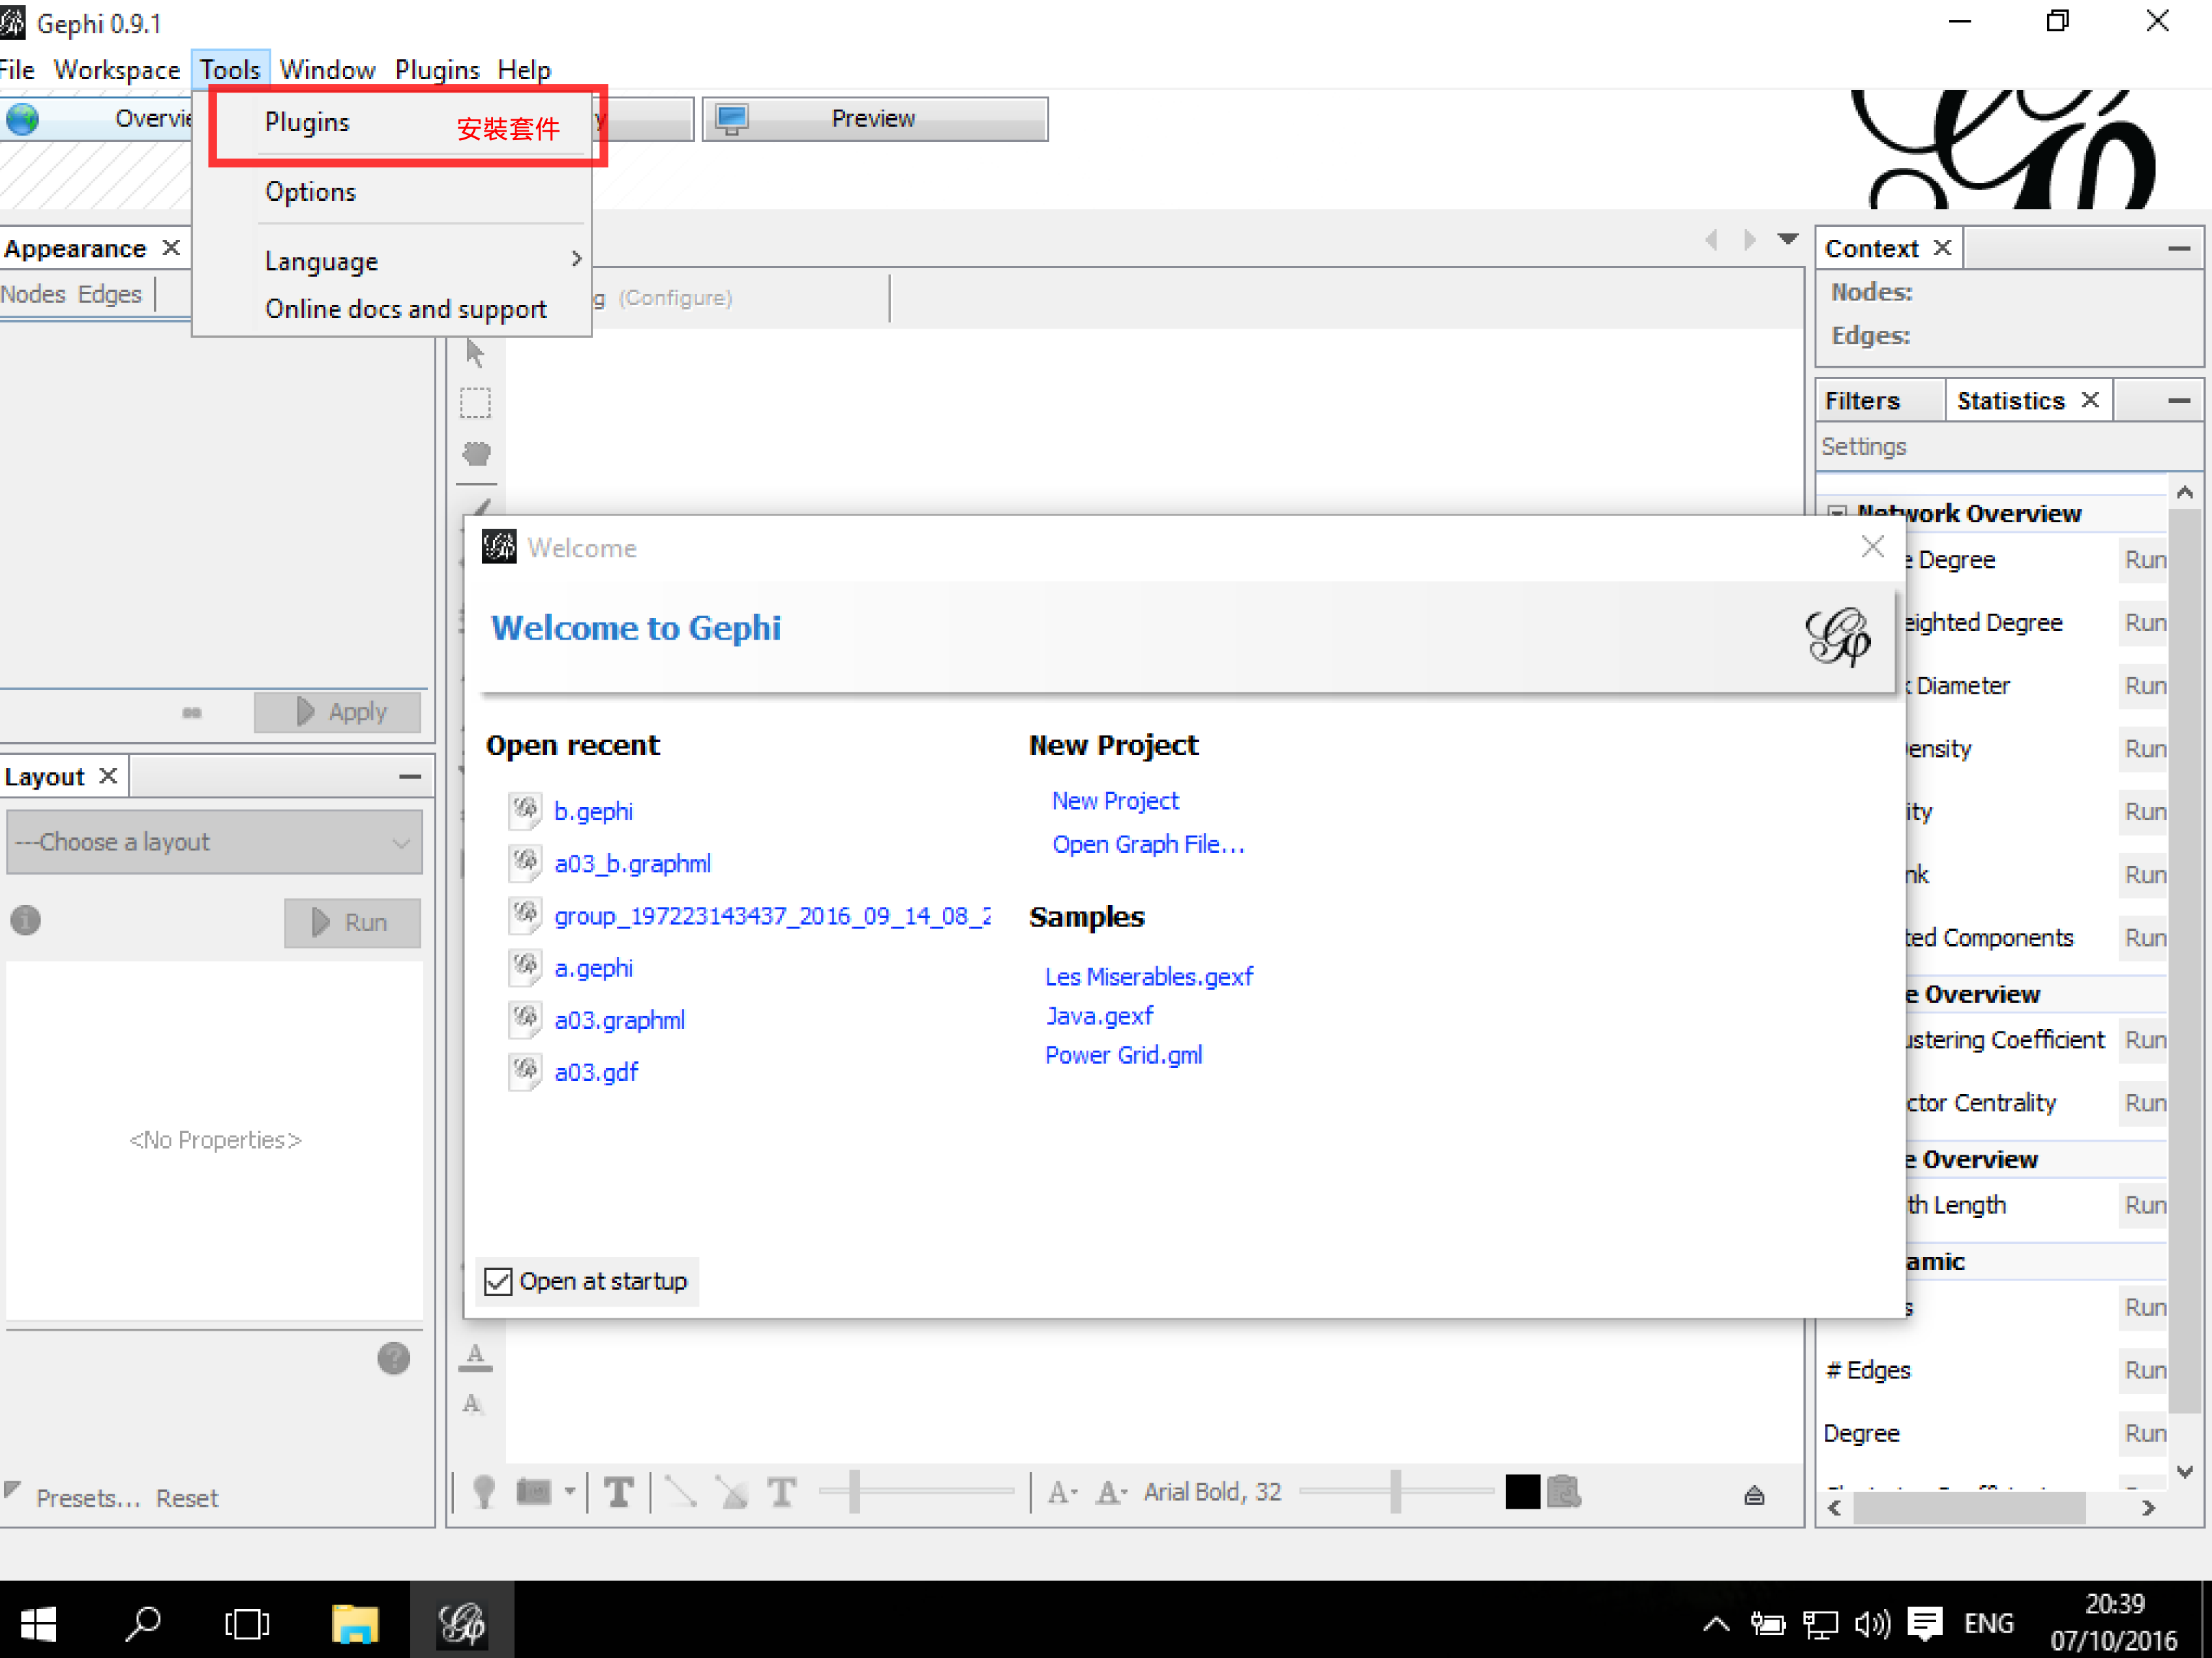 Gephi 0.9.1
File Workspace Tools Window Plugins Help
Plugins 安裝套件
Options
Language
Online docs and support
Preview
Appearance
Nodes Edges
(Configure)
Apply
Layout
---Choose a layout
Run
<No Properties>
Presets... Reset
Welcome
Welcome to Gephi
Open recent
b.gephi
a03_b.graphml
group_197223143437_2016_09_14_08_2
a.gephi
a03.graphml
a03.gdf
New Project
New Project
Open Graph File...
Samples
Les Miserables.gexf
Java.gexf
Power Grid.gml
Open at startup
Arial Bold, 32
Context
Nodes:
Edges:
Filters Statistics
Settings
Network Overview
Degree Run
eighted Degree Run
Diameter Run
ensity Run
ity Run
nk Run
ted Components Run
e Overview
ustering Coefficient Run
ctor Centrality Run
e Overview
th Length Run
amic
s Run
# Edges Run
Degree Run
ENG
20:39
07/10/2016